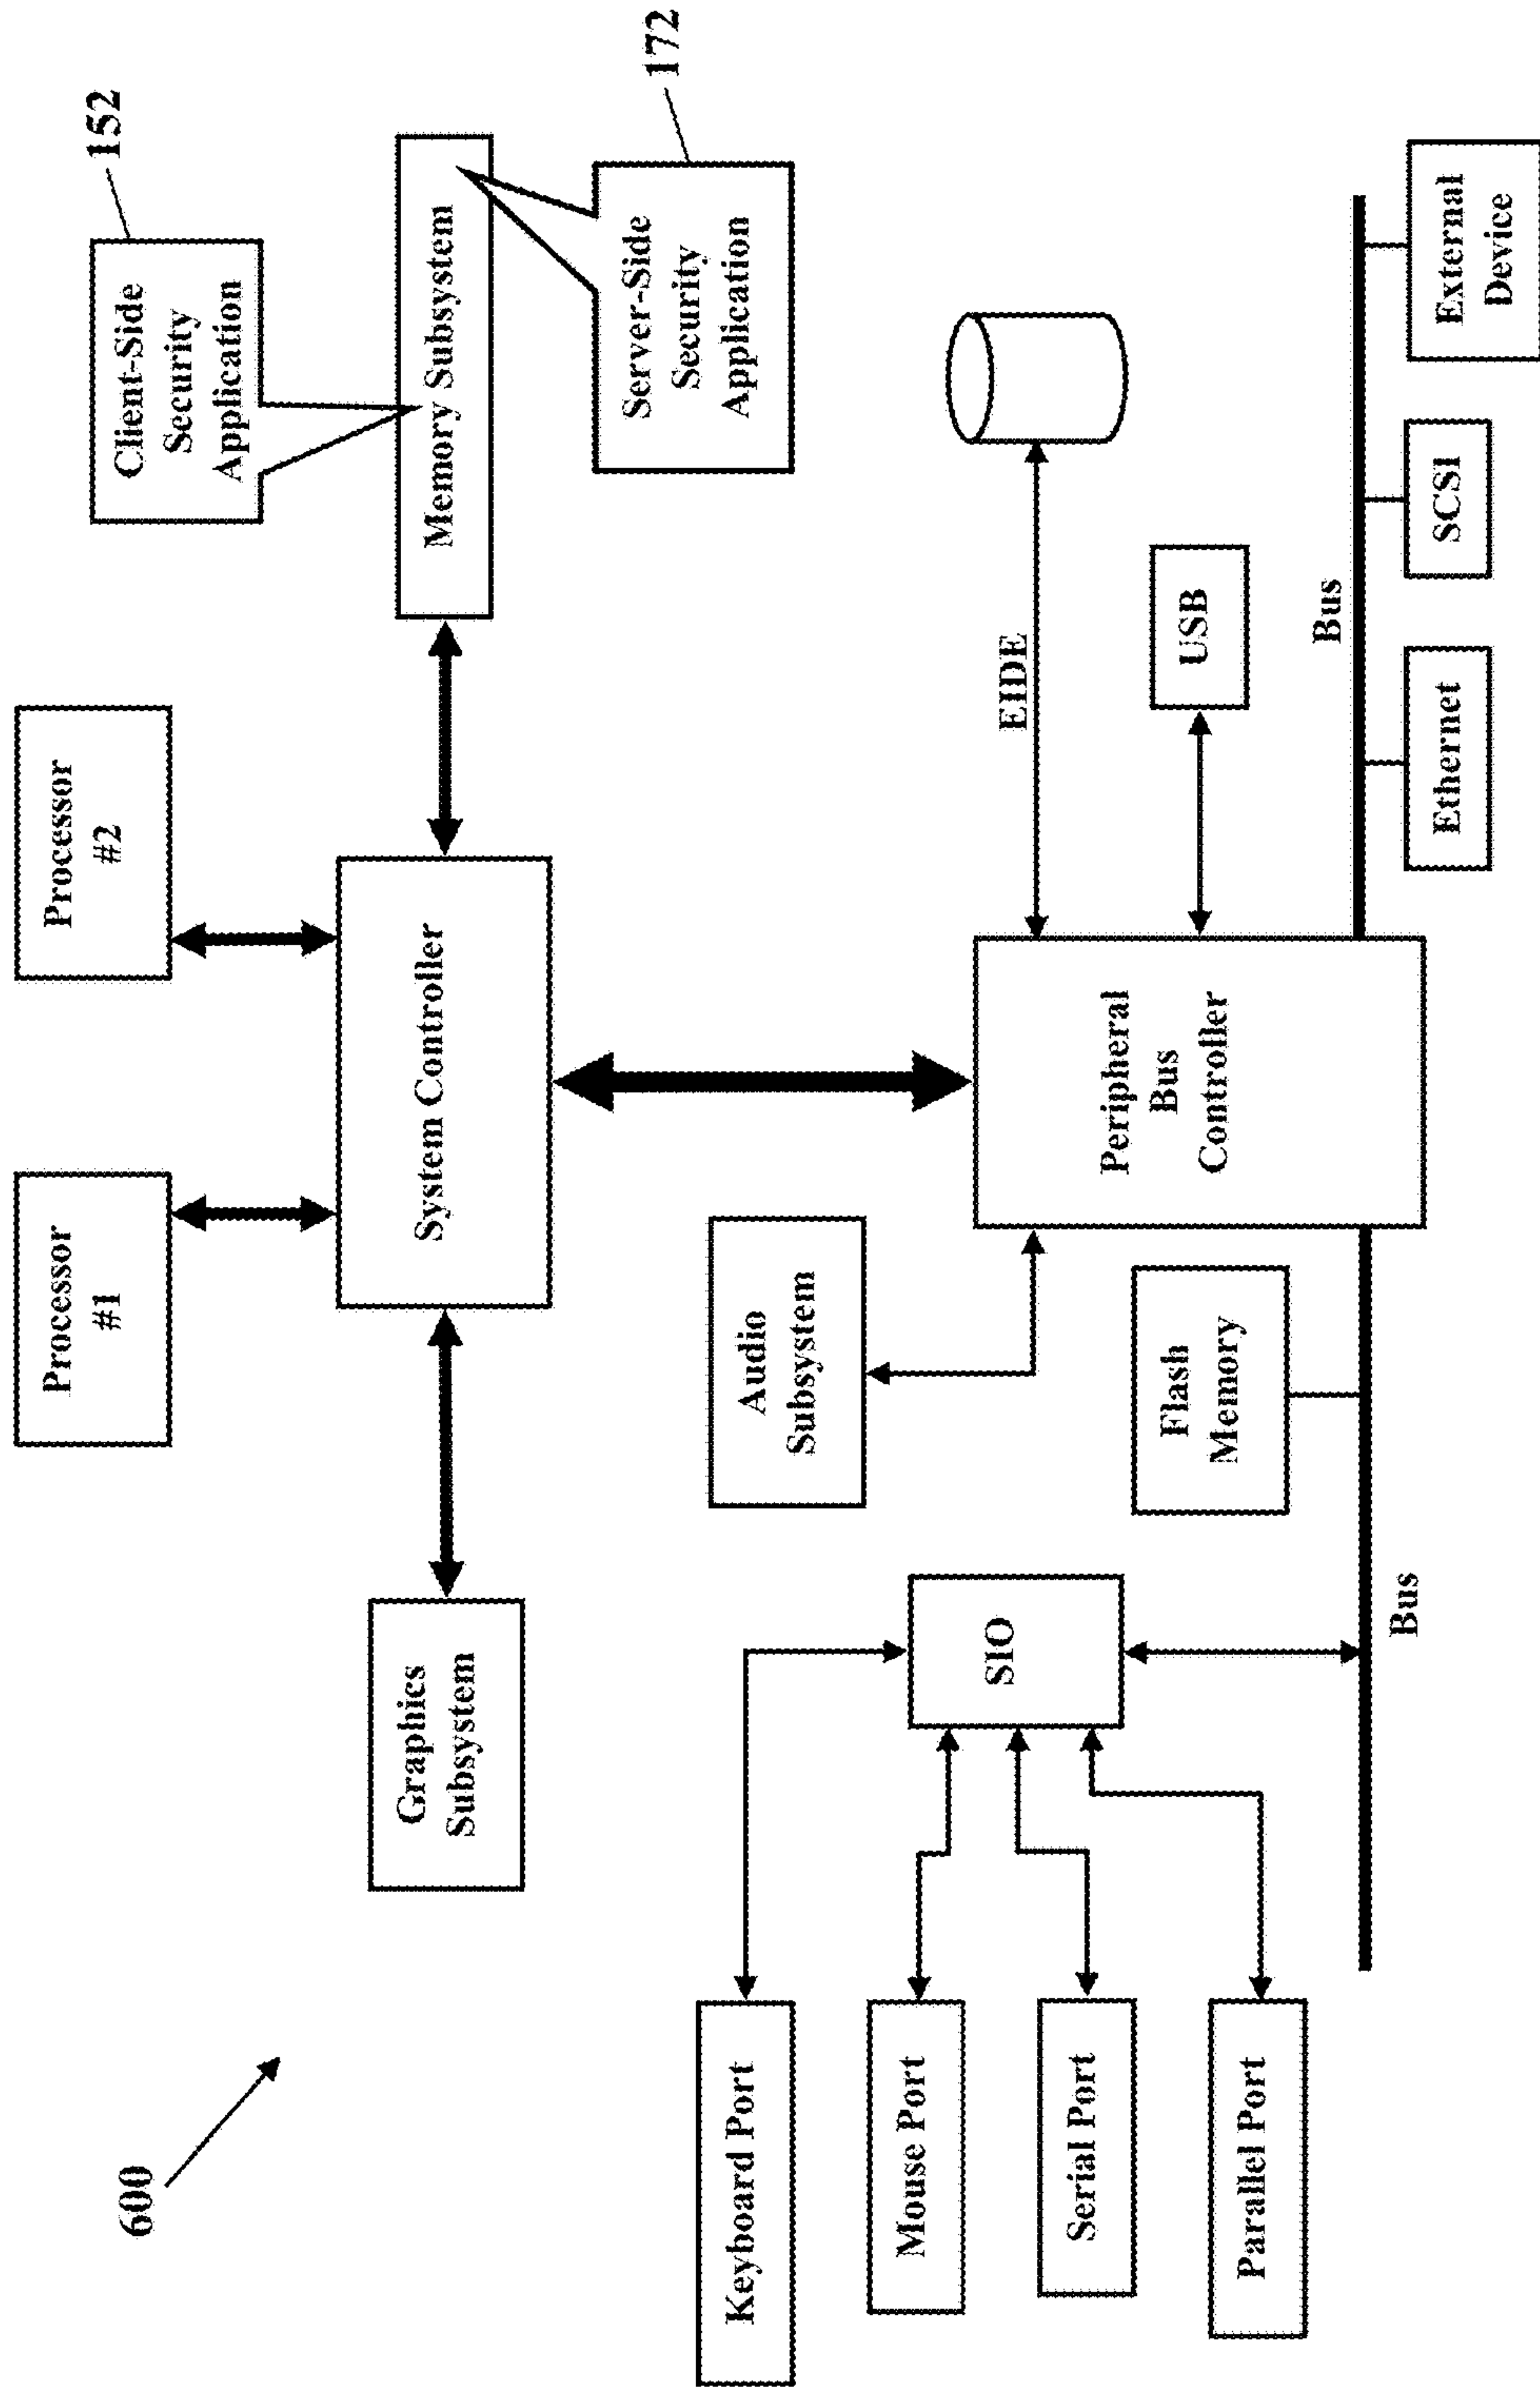 600
Processor
#1
Processor
#2
152
Client-Side
Security
Application
Graphics
Subsystem
System Controller
Memory Subsystem
172
Server-Side
Security
Application
Keyboard Port
Mouse Port
Serial Port
Parallel Port
SIO
Audio
Subsystem
Flash
Memory
Bus
Peripheral
Bus
Controller
EIDE
USB
Bus
Ethernet
SCSI
External
Device